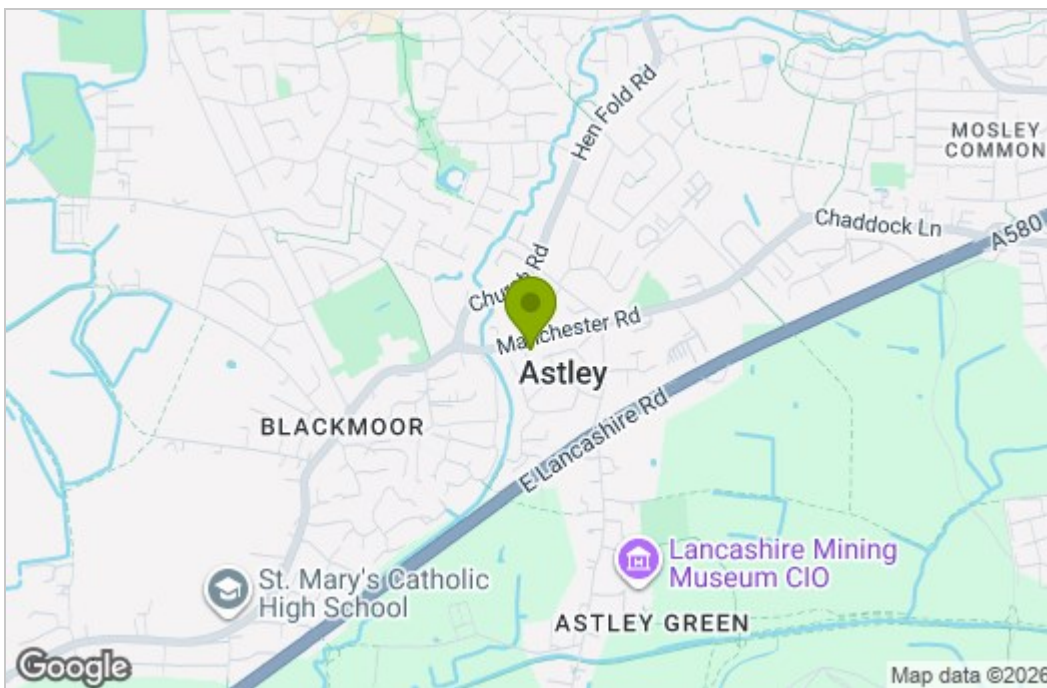 Hen Fold Rd
MOSLEY
COMMON
Chaddock Ln
A580
Church Rd
Manchester Rd
Astley
BLACKMOOR
E Lancashire Rd
Lancashire Mining
Museum CIO
St. Mary's Catholic
High School
ASTLEY GREEN
Google
Map data ©2026